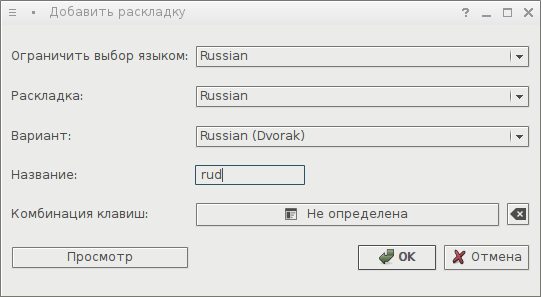 Добавить раскладку
Ограничить выбор языком: Russian
Раскладка: Russian
Вариант: Russian (Dvorak)
Название: rud
Комбинация клавиш: Не определена
Просмотр OK Отмена